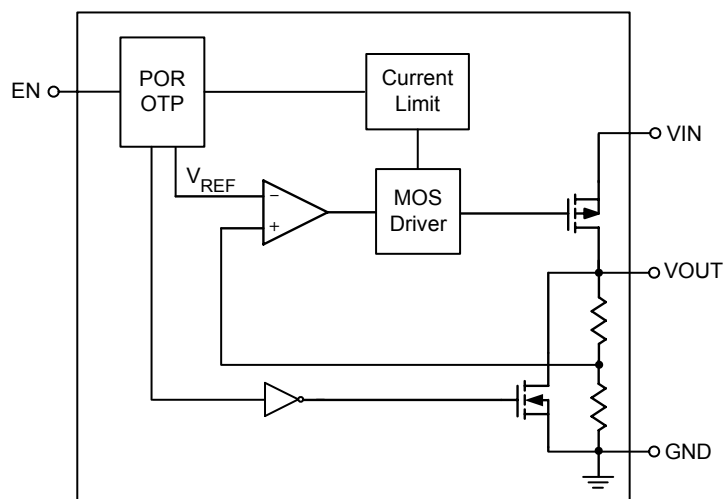 EN
POR
OTP
Current
Limit
VIN
VREF
−
+
MOS
Driver
VOUT
GND